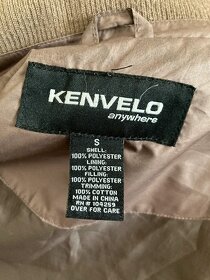 KENVELO
anywhere
S
SHELL:
100% POLYESTER
LINING:
100% POLYESTER
FILLING:
100% POLYESTER
TRIMMING:
100% COTTON
MADE IN CHINA
RN # 104259
OVER FOR CARE